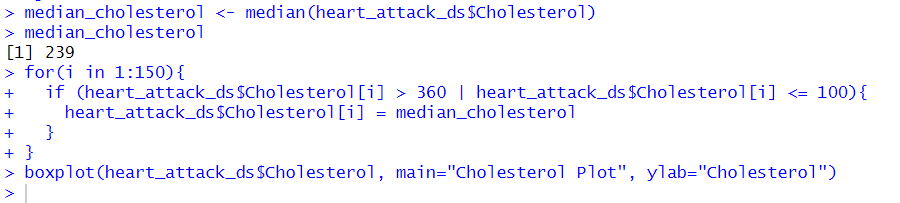 > median_cholesterol <- median(heart_attack_ds$Cholesterol)
> median_cholesterol
[1] 239
> for(i in 1:150){
+   if (heart_attack_ds$Cholesterol[i] > 360 | heart_attack_ds$Cholesterol[i] <= 100){
+     heart_attack_ds$Cholesterol[i] = median_cholesterol
+   }
+ }
> boxplot(heart_attack_ds$Cholesterol, main="Cholesterol Plot", ylab="Cholesterol")
>